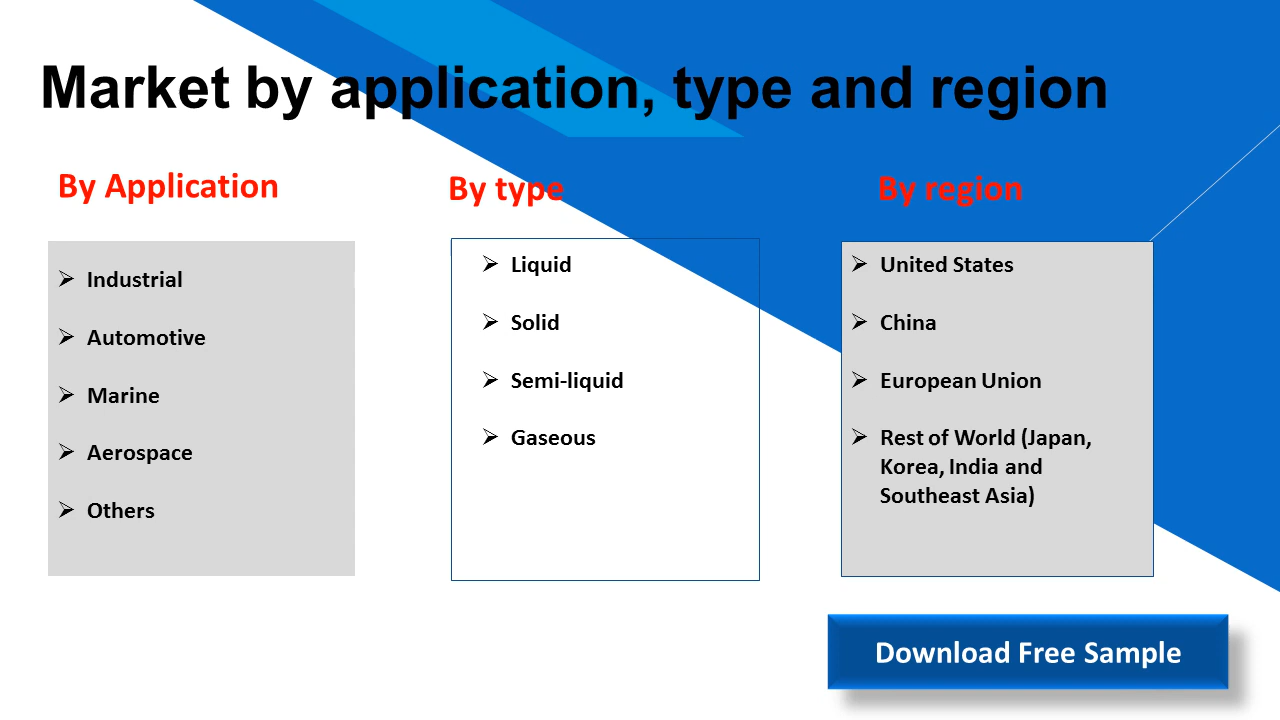 Market by application, type and region
By Application
Industrial
Automotive
Marine
Aerospace
Others
By type
Liquid
Solid
Semi-liquid
Gaseous
By region
United States
China
European Union
Rest of World (Japan,
Korea, India and
Southeast Asia)
Download Free Sample